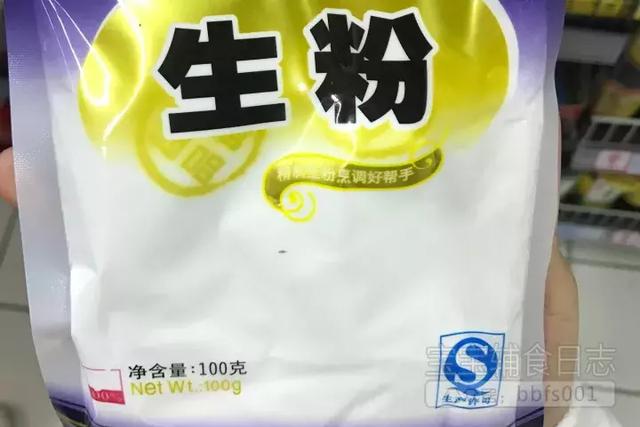 生粉
精制生粉烹调好帮手
净含量:100克
Net Wt.:100g
宝宝辅食日志
bbfs001